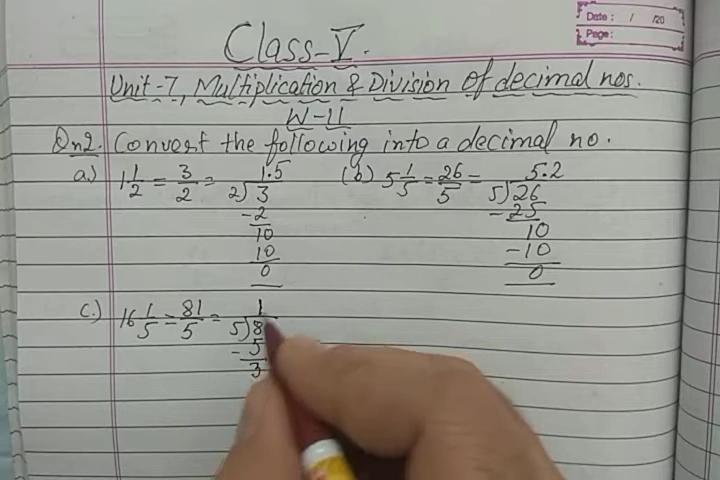 Date: / /20
Page:
Class-V.
Unit-7, Multiplication & Division of decimal nos.
W-11
Qn2. Convert the following into a decimal no.
a.) 1 1/2 = 3/2 = 2)3 1.5
-2
10
10
0
(b) 5 1/5 = 26/5 = 5)26 5.2
-25
10
-10
0
c.) 16 1/5 = 81/5 = 5)8 1
-5
3